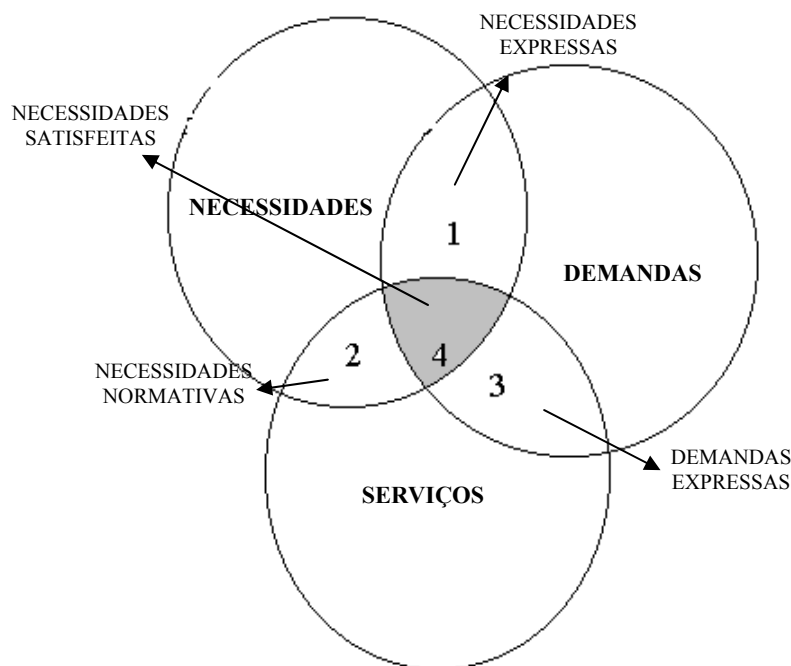 NECESSIDADES
EXPRESSAS
NECESSIDADES
SATISFEITAS
NECESSIDADES
1
DEMANDAS
2
4
3
NECESSIDADES
NORMATIVAS
DEMANDAS
EXPRESSAS
SERVIÇOS